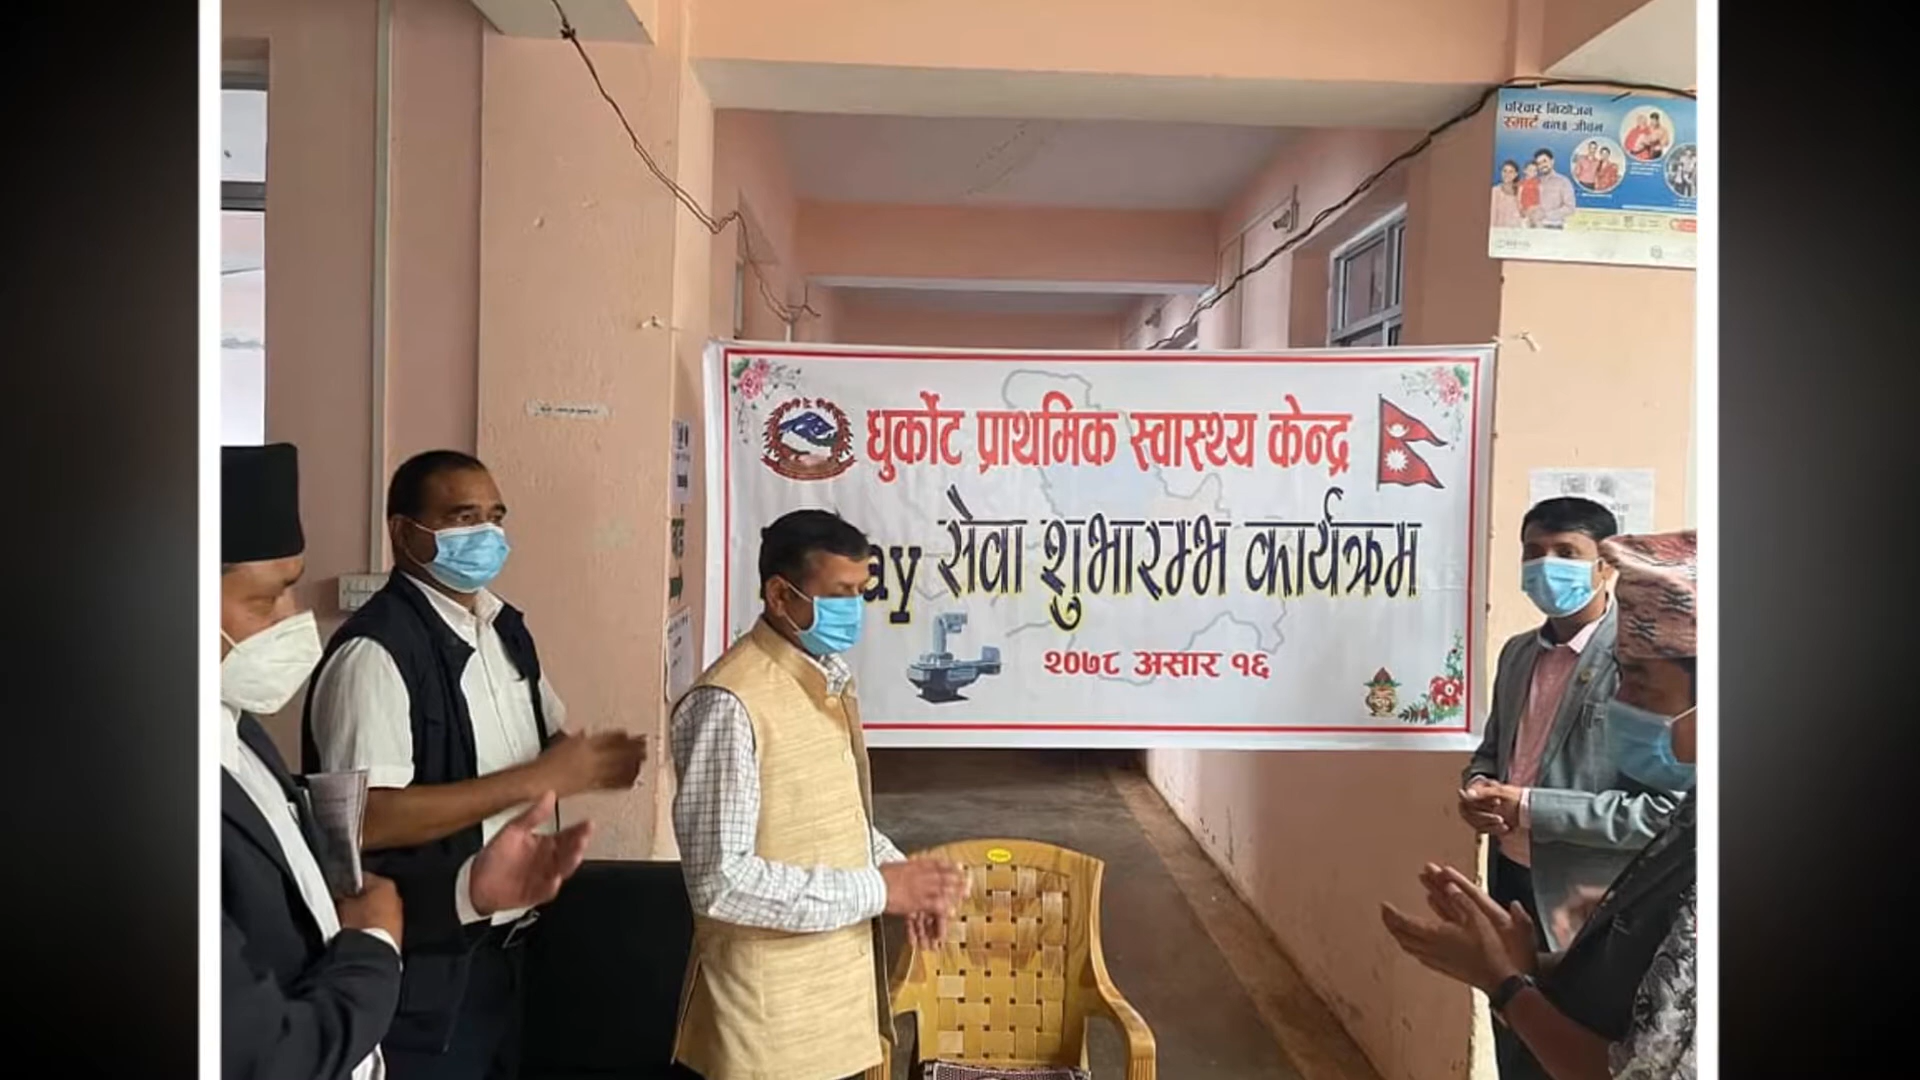 परिवार नियोजन
स्मार्ट बन्छ जीवन
धुर्कोट प्राथमिक स्वास्थ्य केन्द्र
ay सेवा शुभारम्भ कार्यक्रम
२०७८ असार १६